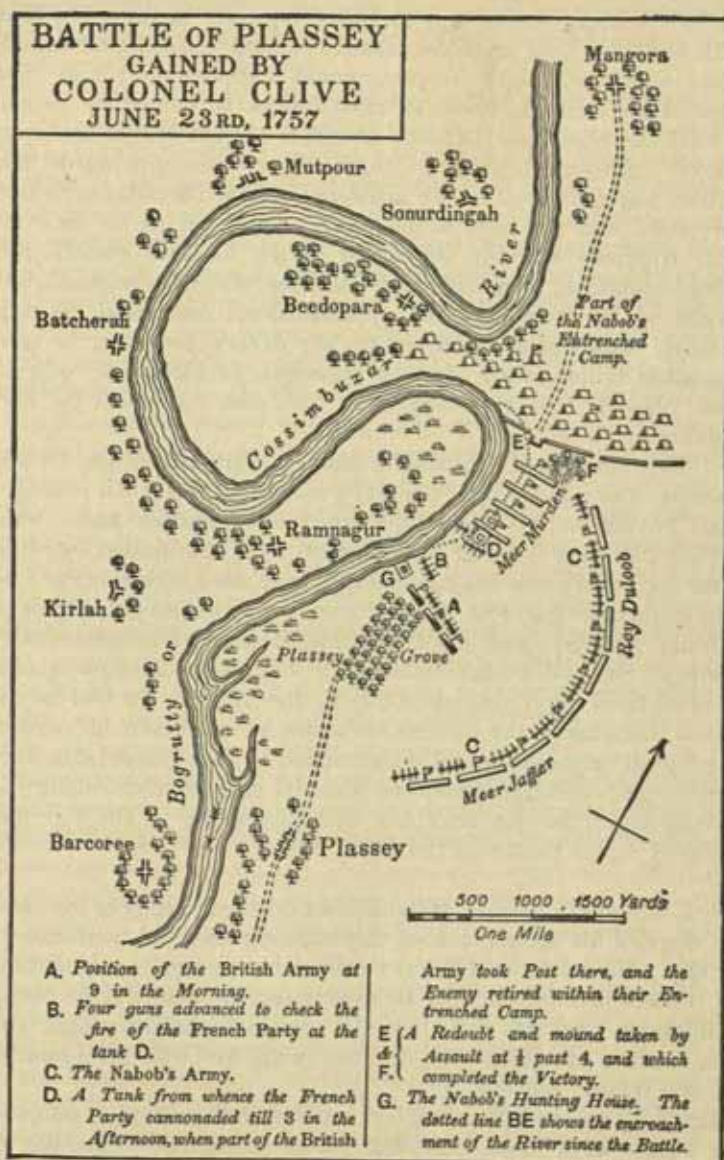 BATTLE OF PLASSEY
GAINED BY
COLONEL CLIVE
JUNE 23RD, 1757
Mangora
Mutpour
Sonurdingah
River
Beedopara
Batcherah
Part of
the Nabob's
Entrenched
Camp.
Cossimbuzar
E
F
Ramnagur
Meer Murden
D
B
C
G
A
Roy Duloob
Kirlah
or
Plassey Grove
Bogrutty
C
Meer Jaffar
Barcoree
Plassey
500 1000 1500 Yards
One Mile
A. Position of the British Army at
9 in the Morning.
B. Four guns advanced to check the
fire of the French Party at the
tank D.
C. The Nabob's Army.
D. A Tank from whence the French
Party cannonaded till 3 in the
Afternoon, when part of the British
Army took Post there, and the
Enemy retired within their En-
trenched Camp.
E & F. A Redoubt and mound taken by
Assault at ½ past 4, and which
completed the Victory.
G. The Nabob's Hunting House. The
dotted line BE shows the encroach-
ment of the River since the Battle.